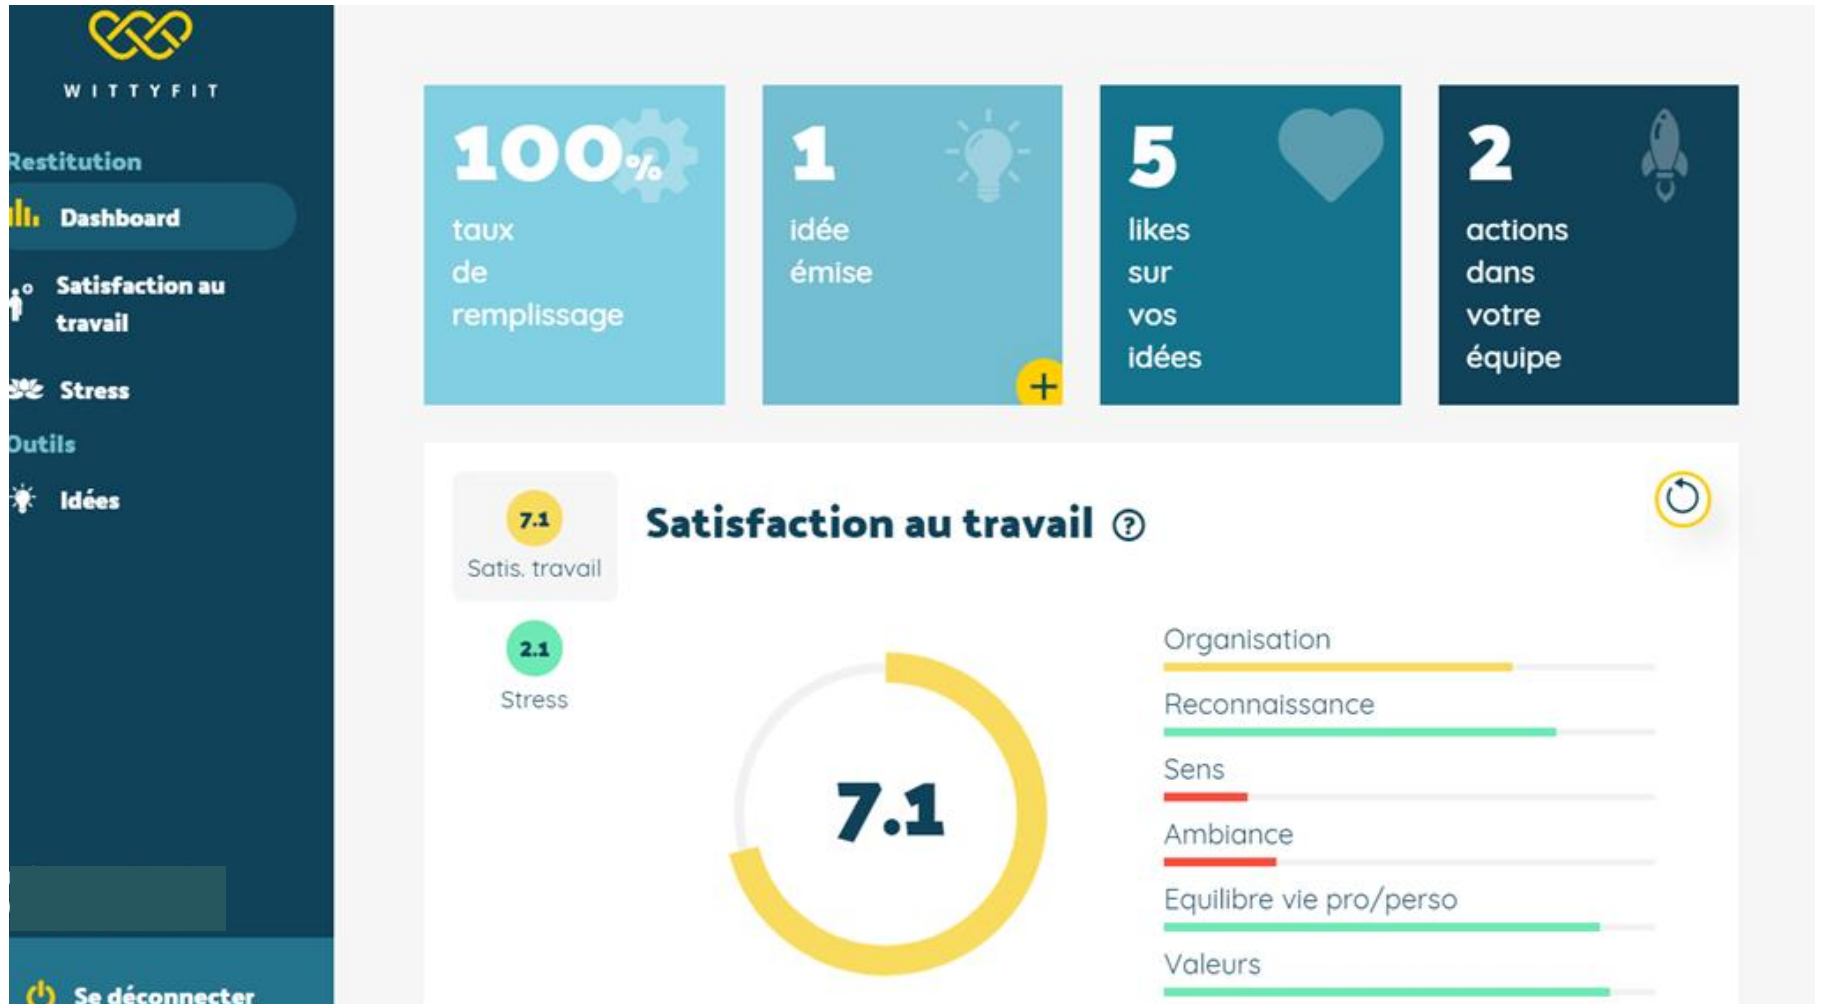 WITTYFIT
Restitution
Dashboard
Satisfaction au
travail
Stress
Outils
Idées
Se déconnecter
100%
taux
de
remplissage
1
idée
émise
+
5
likes
sur
vos
idées
2
actions
dans
votre
équipe
7.1
Satis. travail
2.1
Stress
Satisfaction au travail ?
7.1
Organisation
Reconnaissance
Sens
Ambiance
Equilibre vie pro/perso
Valeurs